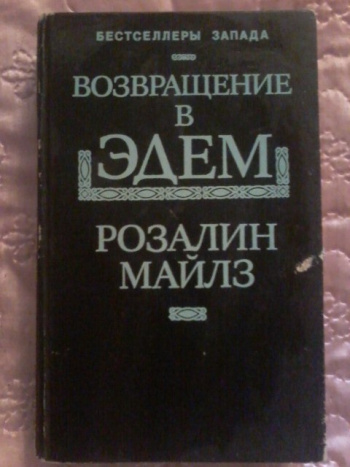 БЕСТСЕЛЛЕРЫ ЗАПАДА
ВОЗВРАЩЕНИЕ
В
ЭДЕМ
РОЗАЛИН
МАЙЛЗ